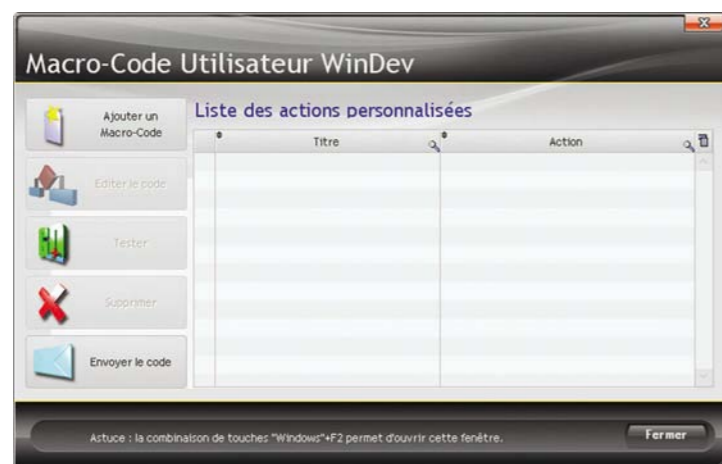 Macro-Code Utilisateur WinDev
Ajouter un
Macro-Code
Editer le code
Tester
Supprimer
Envoyer le code
Liste des actions personnalisées
Titre
Action
Astuce : la combinaison de touches "Windows"+F2 permet d'ouvrir cette fenêtre.
Fermer